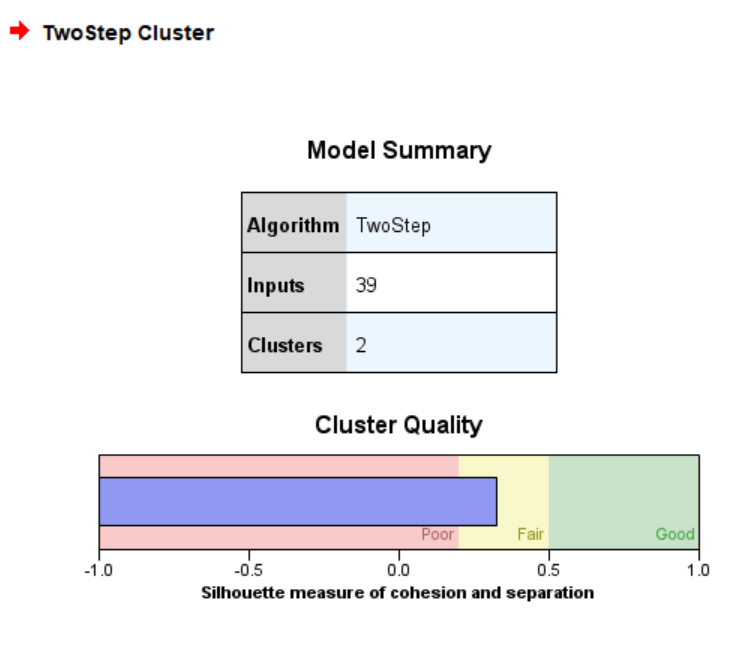 TwoStep Cluster
Model Summary
Algorithm TwoStep
Inputs 39
Clusters 2
Cluster Quality
Poor Fair Good
-1.0 -0.5 0.0 0.5 1.0
Silhouette measure of cohesion and separation